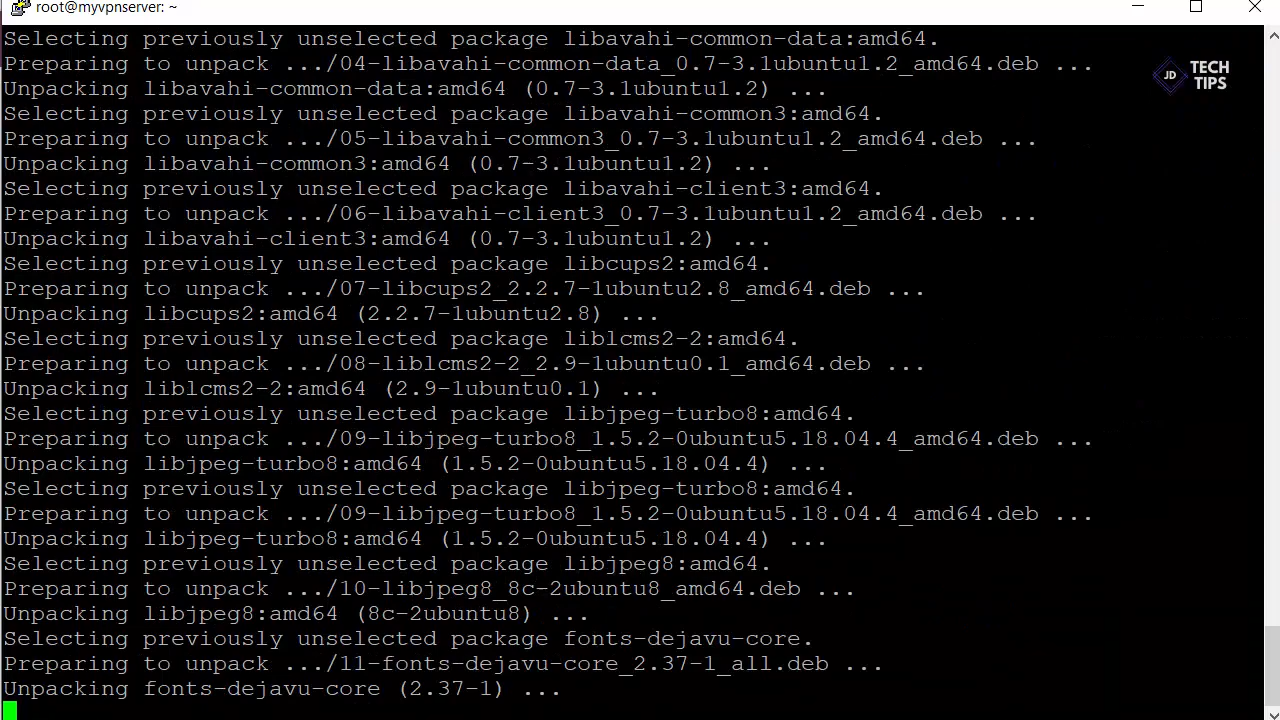 root@myvpnserver: ~
Selecting previously unselected package libavahi-common-data:amd64.
Preparing to unpack .../04-libavahi-common-data_0.7-3.1ubuntu1.2_amd64.deb ...
Unpacking libavahi-common-data:amd64 (0.7-3.1ubuntu1.2) ...
Selecting previously unselected package libavahi-common3:amd64.
Preparing to unpack .../05-libavahi-common3_0.7-3.1ubuntu1.2_amd64.deb ...
Unpacking libavahi-common3:amd64 (0.7-3.1ubuntu1.2) ...
Selecting previously unselected package libavahi-client3:amd64.
Preparing to unpack .../06-libavahi-client3_0.7-3.1ubuntu1.2_amd64.deb ...
Unpacking libavahi-client3:amd64 (0.7-3.1ubuntu1.2) ...
Selecting previously unselected package libcups2:amd64.
Preparing to unpack .../07-libcups2_2.2.7-1ubuntu2.8_amd64.deb ...
Unpacking libcups2:amd64 (2.2.7-1ubuntu2.8) ...
Selecting previously unselected package liblcms2-2:amd64.
Preparing to unpack .../08-liblcms2-2_2.9-1ubuntu0.1_amd64.deb ...
Unpacking liblcms2-2:amd64 (2.9-1ubuntu0.1) ...
Selecting previously unselected package libjpeg-turbo8:amd64.
Preparing to unpack .../09-libjpeg-turbo8_1.5.2-0ubuntu5.18.04.4_amd64.deb ...
Unpacking libjpeg-turbo8:amd64 (1.5.2-0ubuntu5.18.04.4) ...
Selecting previously unselected package libjpeg-turbo8:amd64.
Preparing to unpack .../09-libjpeg-turbo8_1.5.2-0ubuntu5.18.04.4_amd64.deb ...
Unpacking libjpeg-turbo8:amd64 (1.5.2-0ubuntu5.18.04.4) ...
Selecting previously unselected package libjpeg8:amd64.
Preparing to unpack .../10-libjpeg8_8c-2ubuntu8_amd64.deb ...
Unpacking libjpeg8:amd64 (8c-2ubuntu8) ...
Selecting previously unselected package fonts-dejavu-core.
Preparing to unpack .../11-fonts-dejavu-core_2.37-1_all.deb ...
Unpacking fonts-dejavu-core (2.37-1) ...
JD
TECH
TIPS